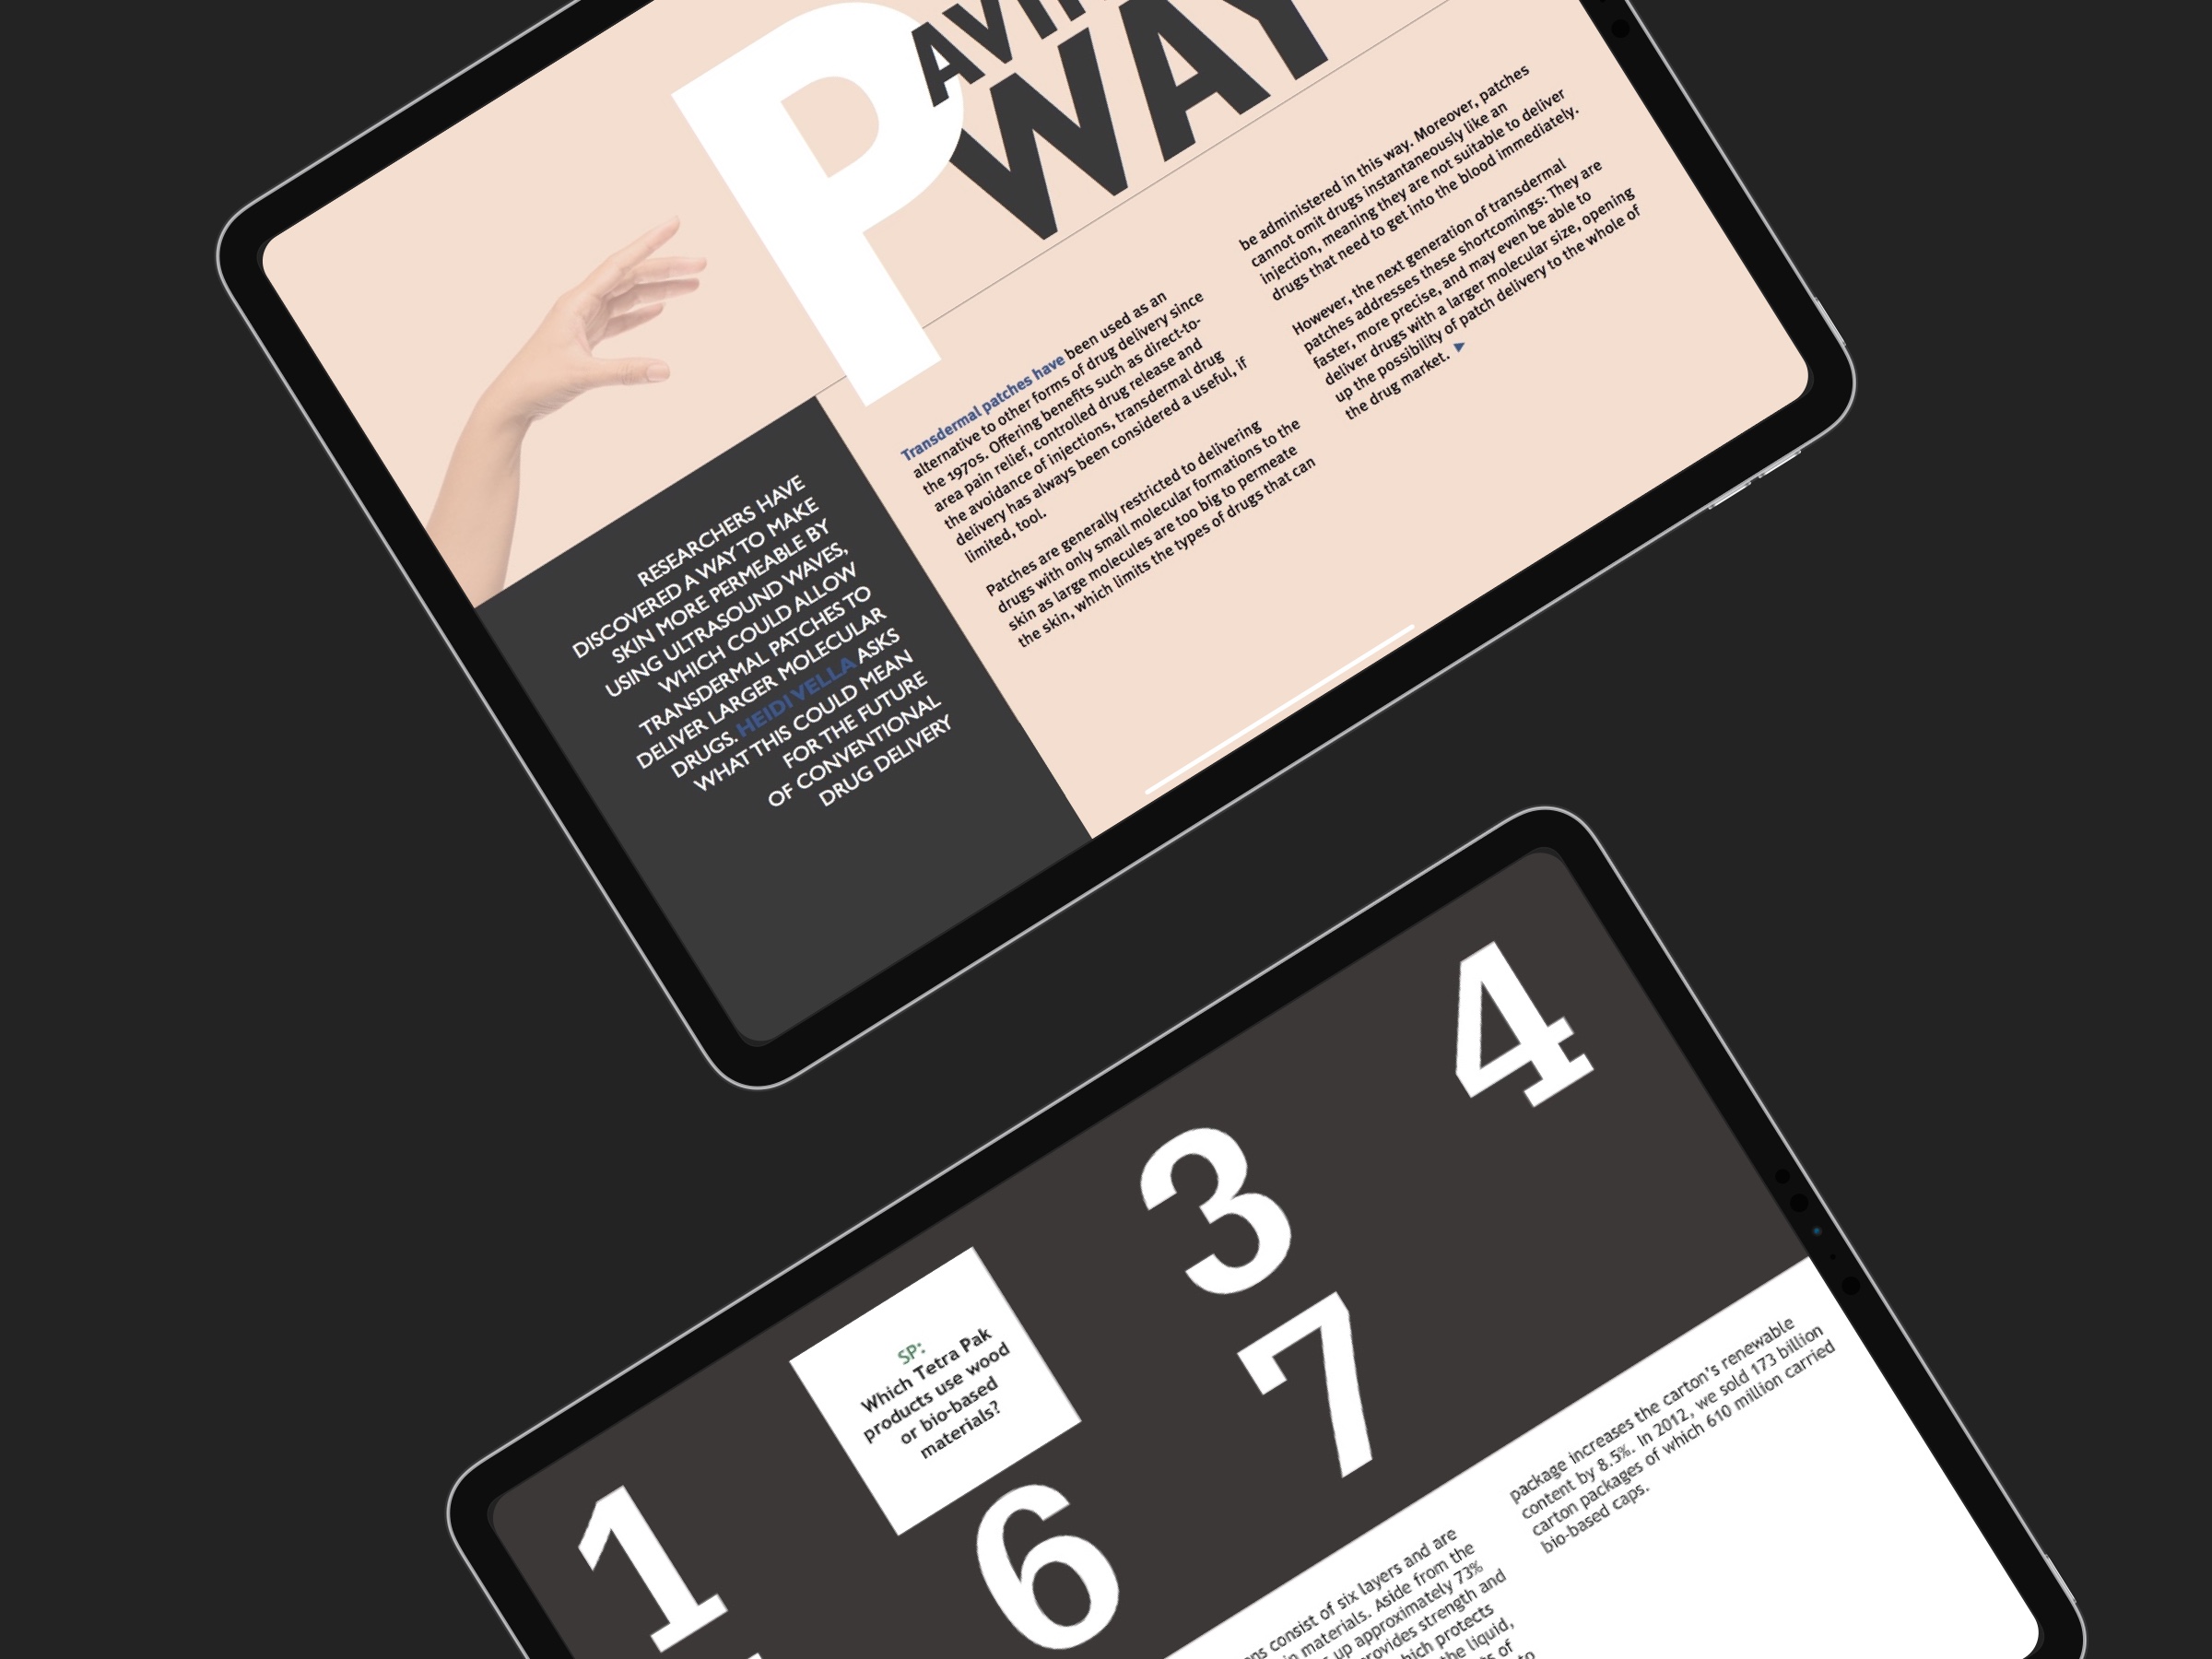 P
WAY
RESEARCHERS HAVE
DISCOVERED A WAY TO MAKE
SKIN MORE PERMEABLE BY
USING ULTRASOUND WAVES,
WHICH COULD ALLOW
TRANSDERMAL PATCHES TO
DELIVER LARGER MOLECULAR
DRUGS. HEIDI VELLA ASKS
WHAT THIS COULD MEAN
FOR THE FUTURE
OF CONVENTIONAL
DRUG DELIVERY
Transdermal patches have been used as an
alternative to other forms of drug delivery since
the 1970s. Offering benefits such as direct-to-
area pain relief, controlled drug release and
the avoidance of injections, transdermal drug
delivery has always been considered a useful, if
limited, tool.
Patches are generally restricted to delivering
drugs with only small molecular formations to the
skin as large molecules are too big to permeate
the skin, which limits the types of drugs that can
be administered in this way. Moreover, patches
cannot omit drugs instantaneously like an
injection, meaning they are not suitable to deliver
drugs that need to get into the blood immediately.
However, the next generation of transdermal
patches addresses these shortcomings: They are
faster, more precise, and may even be able to
deliver drugs with a larger molecular size, opening
up the possibility of patch delivery to the whole of
the drug market.
1
SP:
Which Tetra Pak
products use wood
or bio-based
materials?
3
4
6
7
consist of six layers and are
materials. Aside from the
up approximately 73%
provides strength and
which protects
the liquid,
of
to
package increases the carton's renewable
content by 8.5%. In 2012, we sold 173 billion
carton packages of which 610 million carried
bio-based caps.